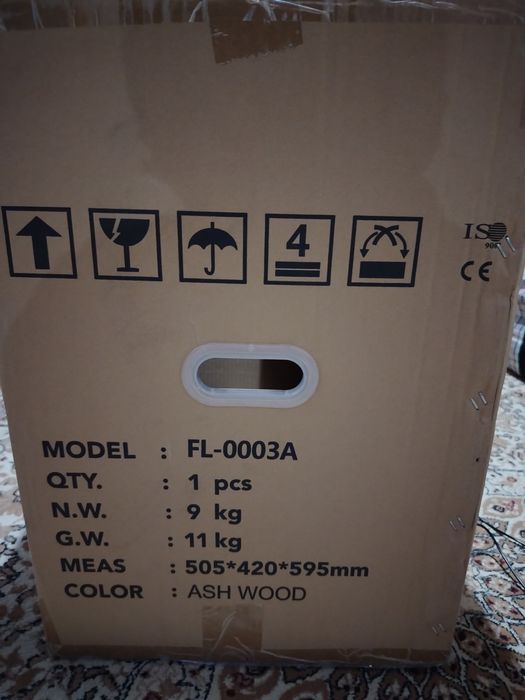 4
ISO
CE
MODEL : FL-0003A
QTY. : 1 pcs
N.W. : 9 kg
G.W. : 11 kg
MEAS : 505*420*595mm
COLOR : ASH WOOD